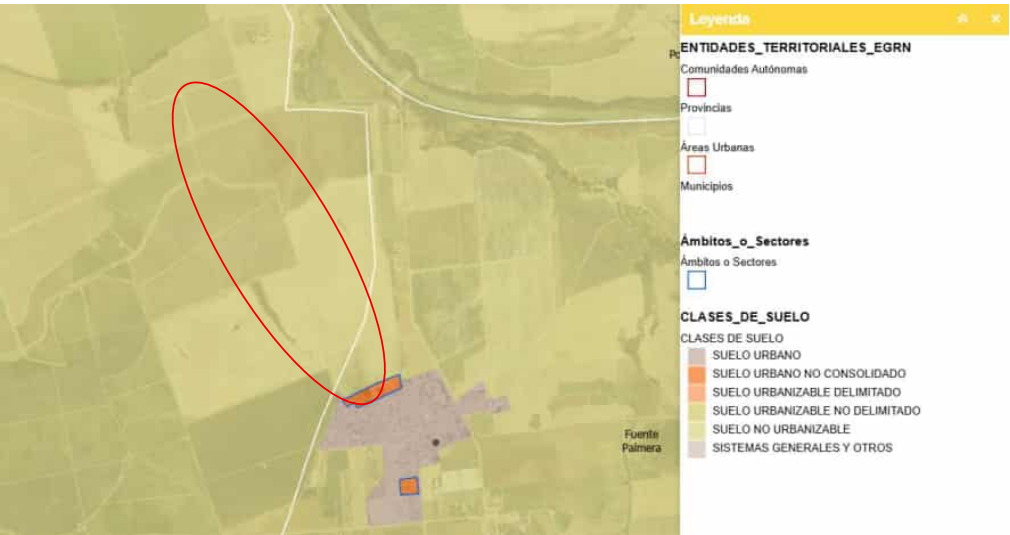 Leyenda
ENTIDADES_TERRITORIALES_EGRN
Comunidades Autónomas
Provincias
Áreas Urbanas
Municipios
Ámbitos_o_Sectores
Ámbitos o Sectores
CLASES_DE_SUELO
CLASES DE SUELO
SUELO URBANO
SUELO URBANO NO CONSOLIDADO
SUELO URBANIZABLE DELIMITADO
SUELO URBANIZABLE NO DELIMITADO
SUELO NO URBANIZABLE
SISTEMAS GENERALES Y OTROS
Fuente
Palmera